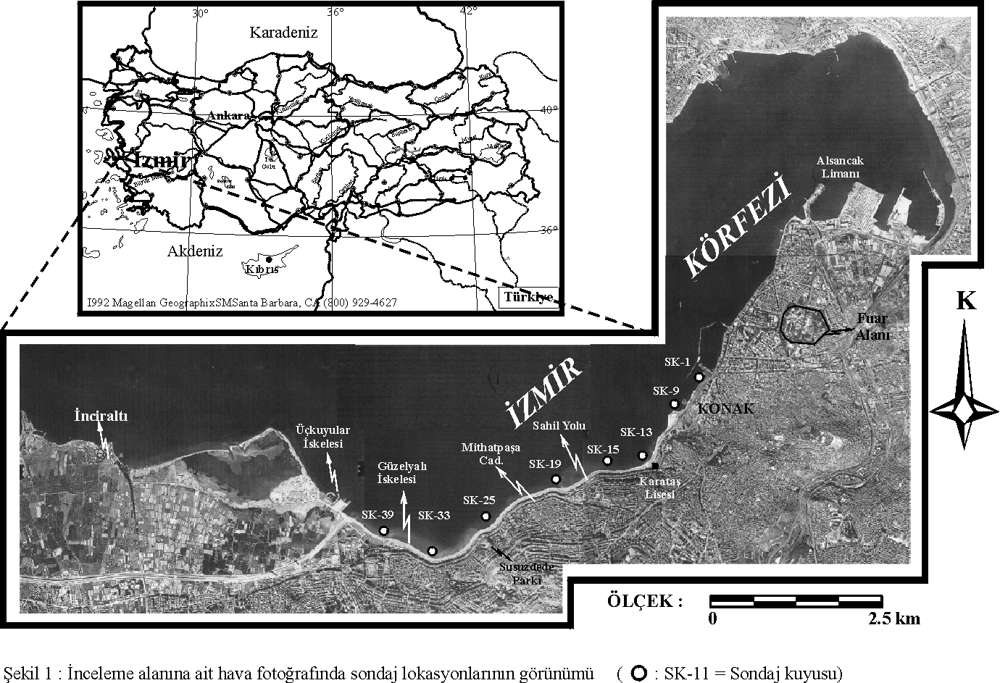 30°
36°
42°
Karadeniz
Ankara
40°
İzmir
36°
Akdeniz
Kıbrıs
1992 Magellan GeographixSMSanta Barbara, CA (800) 929-4627
Türkiye
Alsancak
Limanı
KÖRFEZİ
K
Fuar
Alanı
SK-1
İZMİR
SK-9
KONAK
İnciraltı
Üçkuyular
İskelesi
Sahil Yolu
SK-13
Mithatpaşa
Cad.
SK-15
SK-19
Güzelyalı
İskelesi
Karataş
Lisesi
SK-25
SK-39
SK-33
Susuzdede
Parkı
ÖLÇEK :
0
2.5 km
Şekil 1 : İnceleme alanına ait hava fotoğrafında sondaj lokasyonlarının görünümü ( : SK-11 = Sondaj kuyusu)